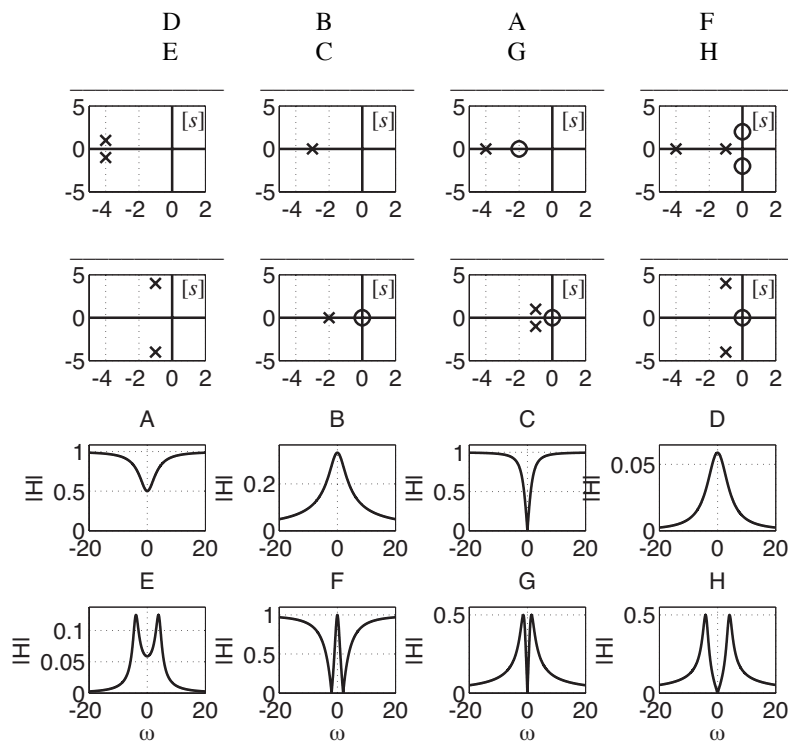 D B A F
E C G H
5 [s] 5 [s] 5 [s] 5 [s]
0 0 0 0
-5 -5 -5 -5
-4 -2 0 2 -4 -2 0 2 -4 -2 0 2 -4 -2 0 2
5 [s] 5 [s] 5 [s] 5 [s]
0 0 0 0
-5 -5 -5 -5
-4 -2 0 2 -4 -2 0 2 -4 -2 0 2 -4 -2 0 2
A B C D
1 0.2 1 0.05
|H| 0.5 |H| |H| 0.5 |H|
0 0 0 0
-20 0 20 -20 0 20 -20 0 20 -20 0 20
E F G H
0.1 1 0.5 0.5
|H| 0.05 |H| 0.5 |H| |H|
0 0 0 0
-20 0 20 -20 0 20 -20 0 20 -20 0 20
ω ω ω ω